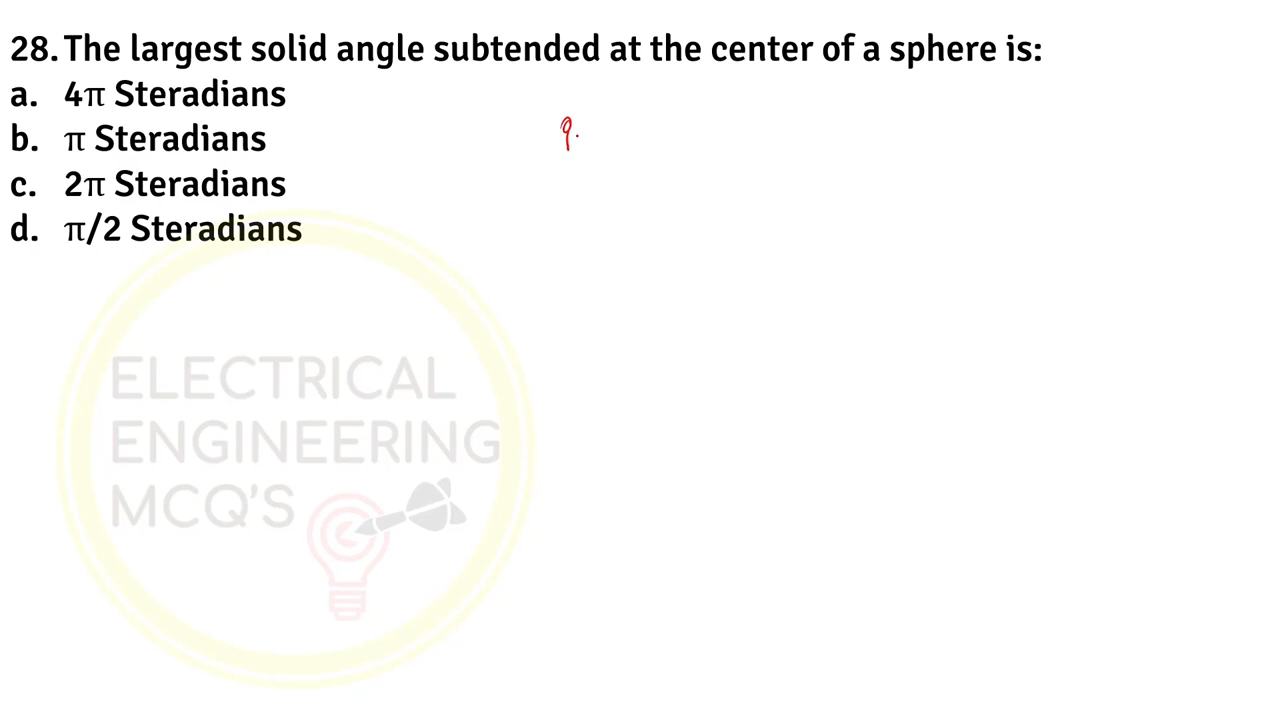 28. The largest solid angle subtended at the center of a sphere is:
a. 4π Steradians
b. π Steradians
c. 2π Steradians
d. π/2 Steradians
ELECTRICAL
ENGINEERING
MCQ'S